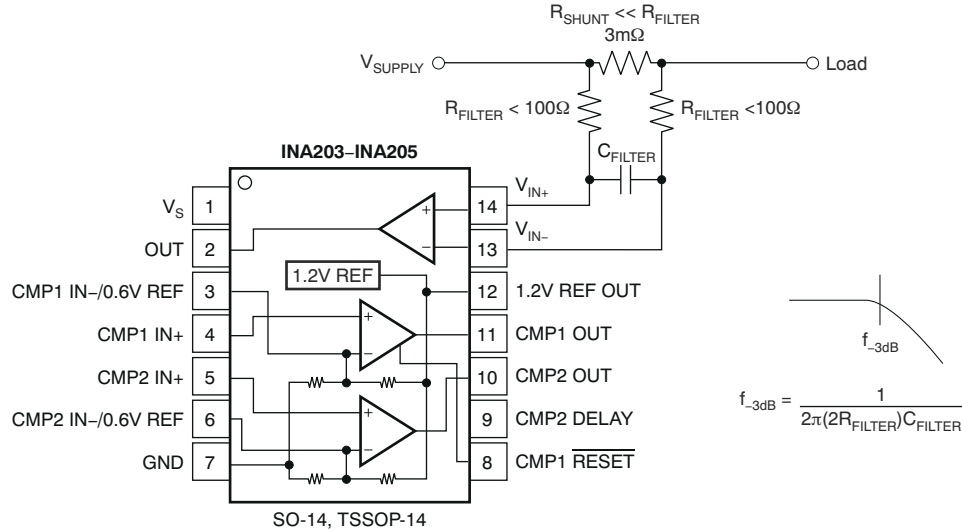 R_SHUNT << R_FILTER
3mΩ
V_SUPPLY
Load
R_FILTER < 100Ω
R_FILTER <100Ω
C_FILTER
INA203–INA205
V_IN+
V_IN–
V_S
1
OUT
2
CMP1 IN–/0.6V REF
3
CMP1 IN+
4
CMP2 IN+
5
CMP2 IN–/0.6V REF
6
GND
7
+
–
1.2V REF
+
–
+
–
14
13
12
1.2V REF OUT
11
CMP1 OUT
10
CMP2 OUT
9
CMP2 DELAY
8
CMP1 RESET
SO-14, TSSOP-14
f_–3dB
f_–3dB = 1 / 2π(2R_FILTER)C_FILTER